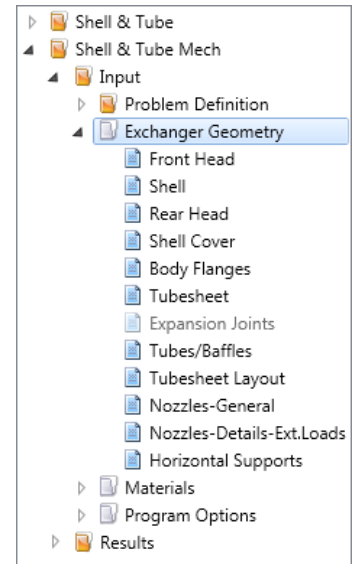 Shell & Tube
Shell & Tube Mech
Input
Problem Definition
Exchanger Geometry
Front Head
Shell
Rear Head
Shell Cover
Body Flanges
Tubesheet
Expansion Joints
Tubes/Baffles
Tubesheet Layout
Nozzles-General
Nozzles-Details-Ext.Loads
Horizontal Supports
Materials
Program Options
Results